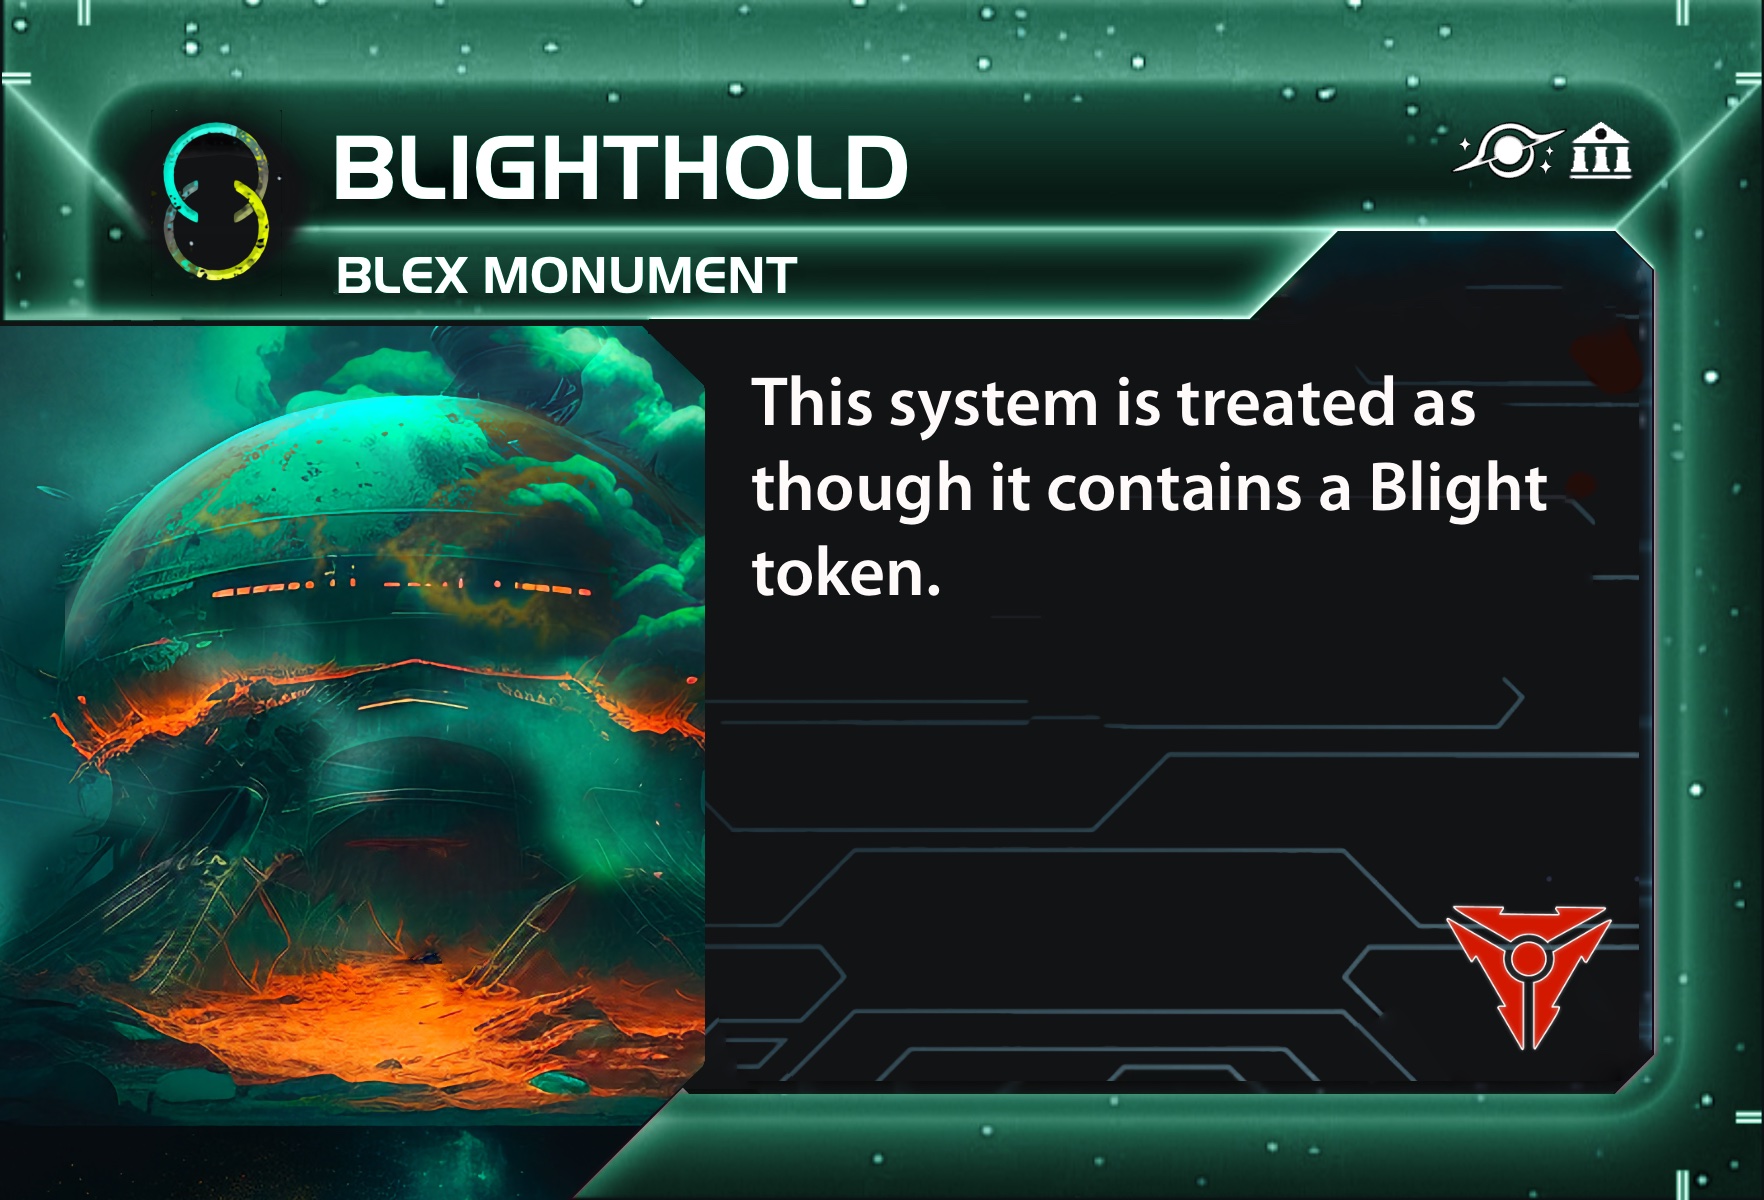 BLIGHTHOLD
BLEX MONUMENT
This system is treated as
though it contains a Blight
token.